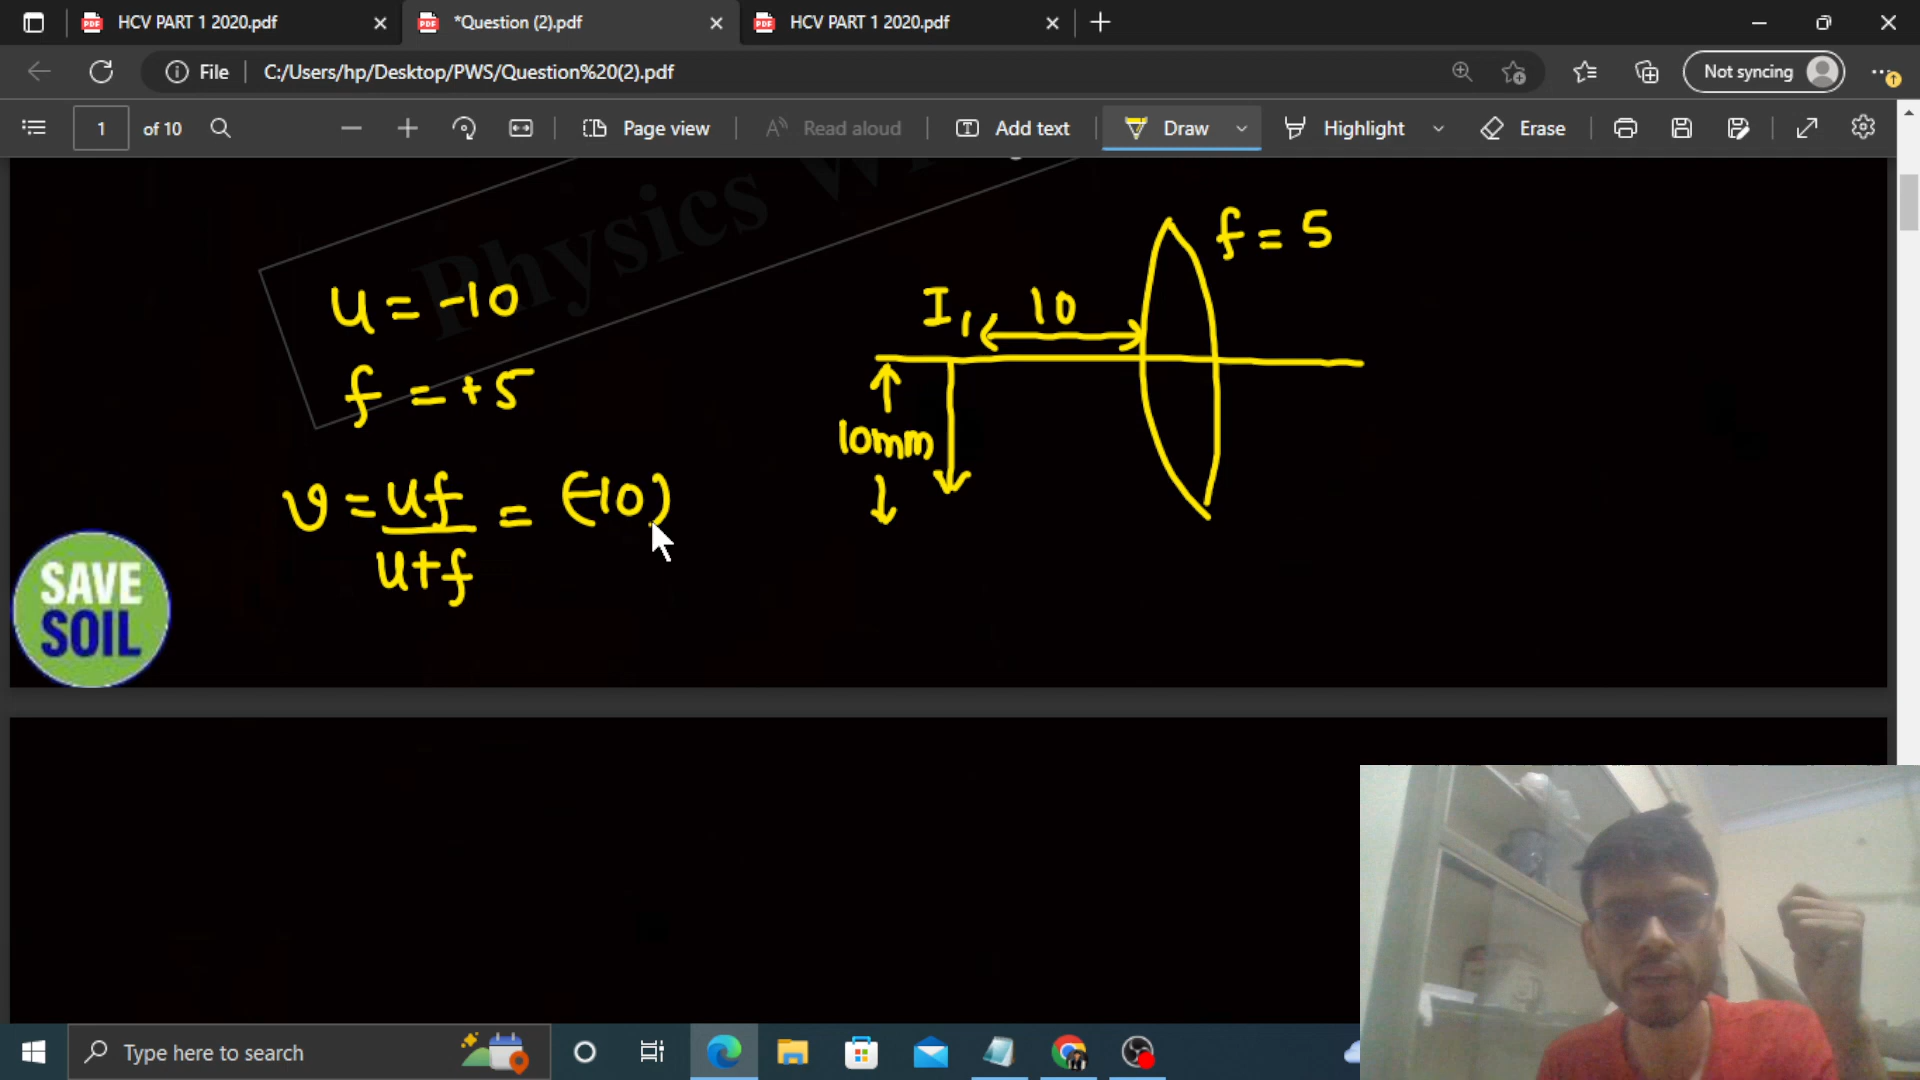 HCV PART 1 2020.pdf
*Question (2).pdf
HCV PART 1 2020.pdf
File
C:/Users/hp/Desktop/PWS/Question%20(2).pdf
Not syncing
1 of 10
Page view
Read aloud
Add text
Draw
Highlight
Erase
Physics
f = 5
u = -10
I₁ 10
f = +5
10mm
v = uf/u+f = (-10)
SAVE
SOIL
Type here to search